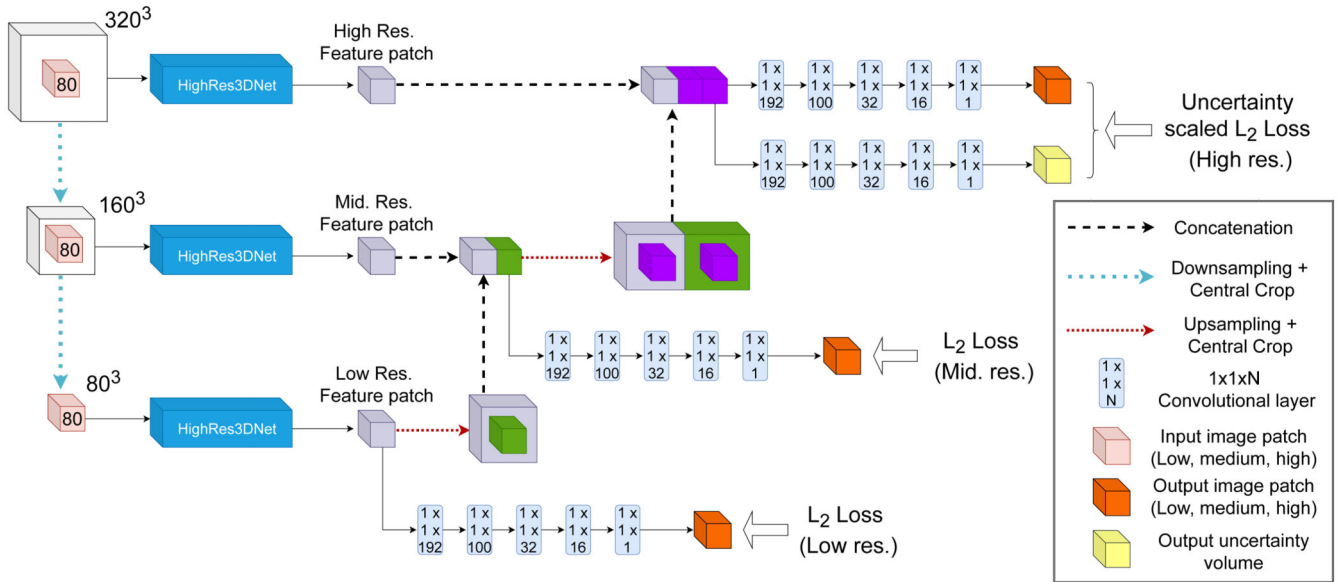 320³
80
HighRes3DNet
High Res.
Feature patch
1 x
1 x
192
1 x
1 x
100
1 x
1 x
32
1 x
1 x
16
1 x
1 x
1
1 x
1 x
192
1 x
1 x
100
1 x
1 x
32
1 x
1 x
16
1 x
1 x
1
Uncertainty
scaled L₂ Loss
(High res.)
160³
80
HighRes3DNet
Mid. Res.
Feature patch
1 x
1 x
192
1 x
1 x
100
1 x
1 x
32
1 x
1 x
16
1 x
1 x
1
L₂ Loss
(Mid. res.)
80³
80
HighRes3DNet
Low Res.
Feature patch
1 x
1 x
192
1 x
1 x
100
1 x
1 x
32
1 x
1 x
16
1 x
1 x
1
L₂ Loss
(Low res.)
Concatenation
Downsampling +
Central Crop
Upsampling +
Central Crop
1 x
1 x
N
1x1xN
Convolutional layer
Input image patch
(Low, medium, high)
Output image patch
(Low, medium, high)
Output uncertainty
volume